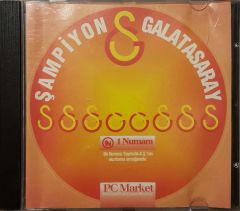 ŞAMPİYON GALATASARAY
1 Numara
PC Market